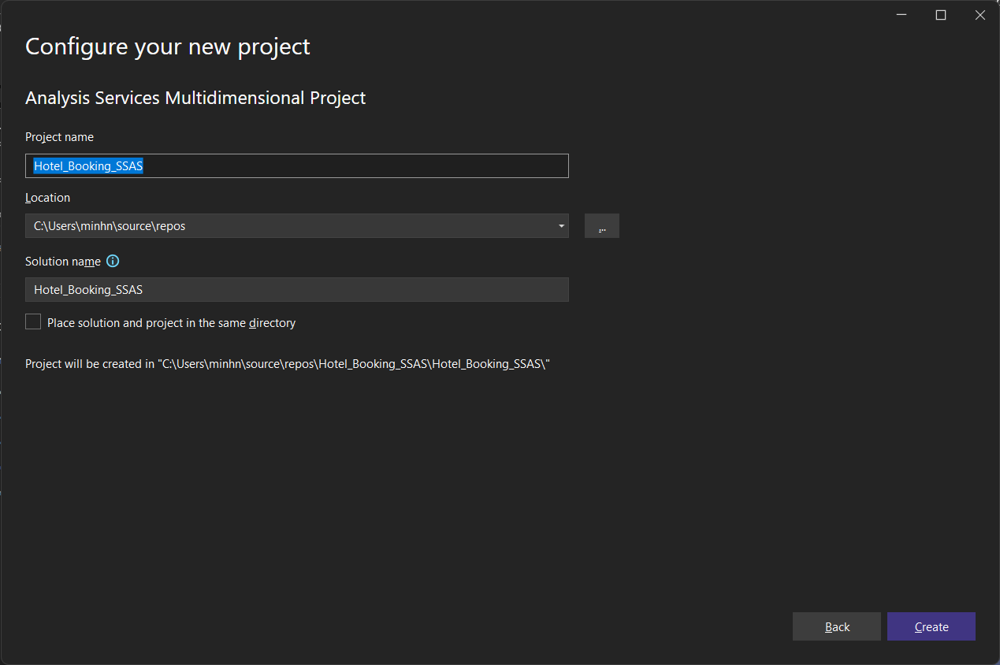 Configure your new project
Analysis Services Multidimensional Project
Project name
Hotel_Booking_SSAS
Location
C:\Users\minhn\source\repos
...
Solution name
Hotel_Booking_SSAS
Place solution and project in the same directory
Project will be created in "C:\Users\minhn\source\repos\Hotel_Booking_SSAS\Hotel_Booking_SSAS\"
Back
Create